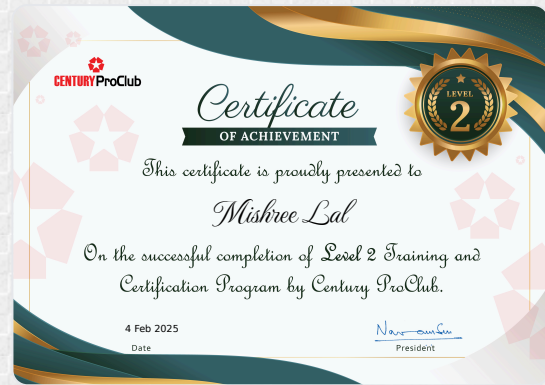 CENTURY ProClub
Certificate
OF ACHIEVEMENT
LEVEL
2
This certificate is proudly presented to
Mishree Lal
On the successful completion of Level 2 Training and
Certification Program by Century ProClub.
4 Feb 2025
Date
President